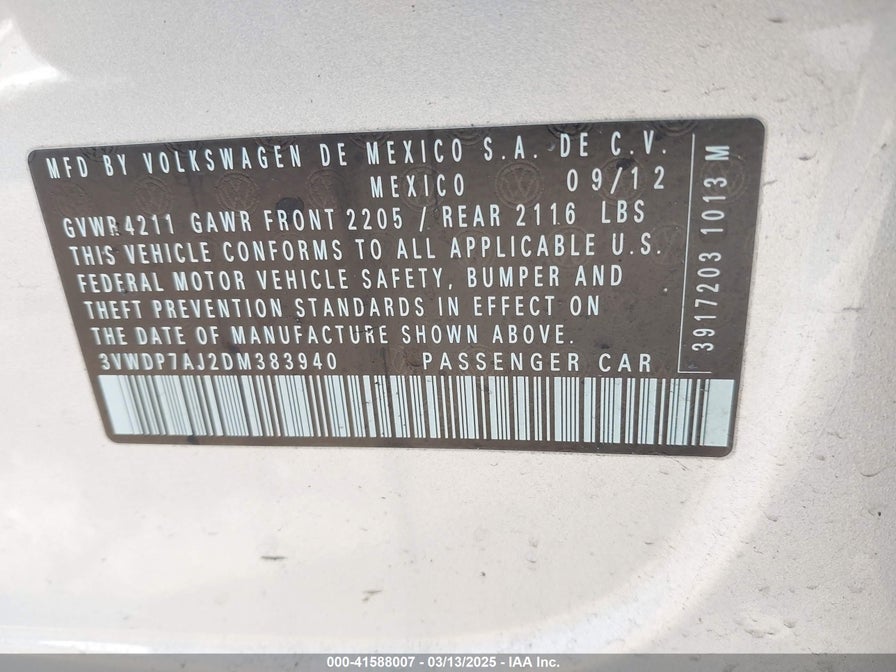 MFD BY VOLKSWAGEN DE MEXICO S.A. DE C.V.
MEXICO 09/12
GVWR 4211 GAWR FRONT 2205 / REAR 2116 LBS
THIS VEHICLE CONFORMS TO ALL APPLICABLE U.S.
FEDERAL MOTOR VEHICLE SAFETY, BUMPER AND
THEFT PREVENTION STANDARDS IN EFFECT ON
THE DATE OF MANUFACTURE SHOWN ABOVE.
3VWDP7AJ2DM383940 PASSENGER CAR
3917203 1013 M
000-41588007 — 03/13/2025 — IAA Inc.